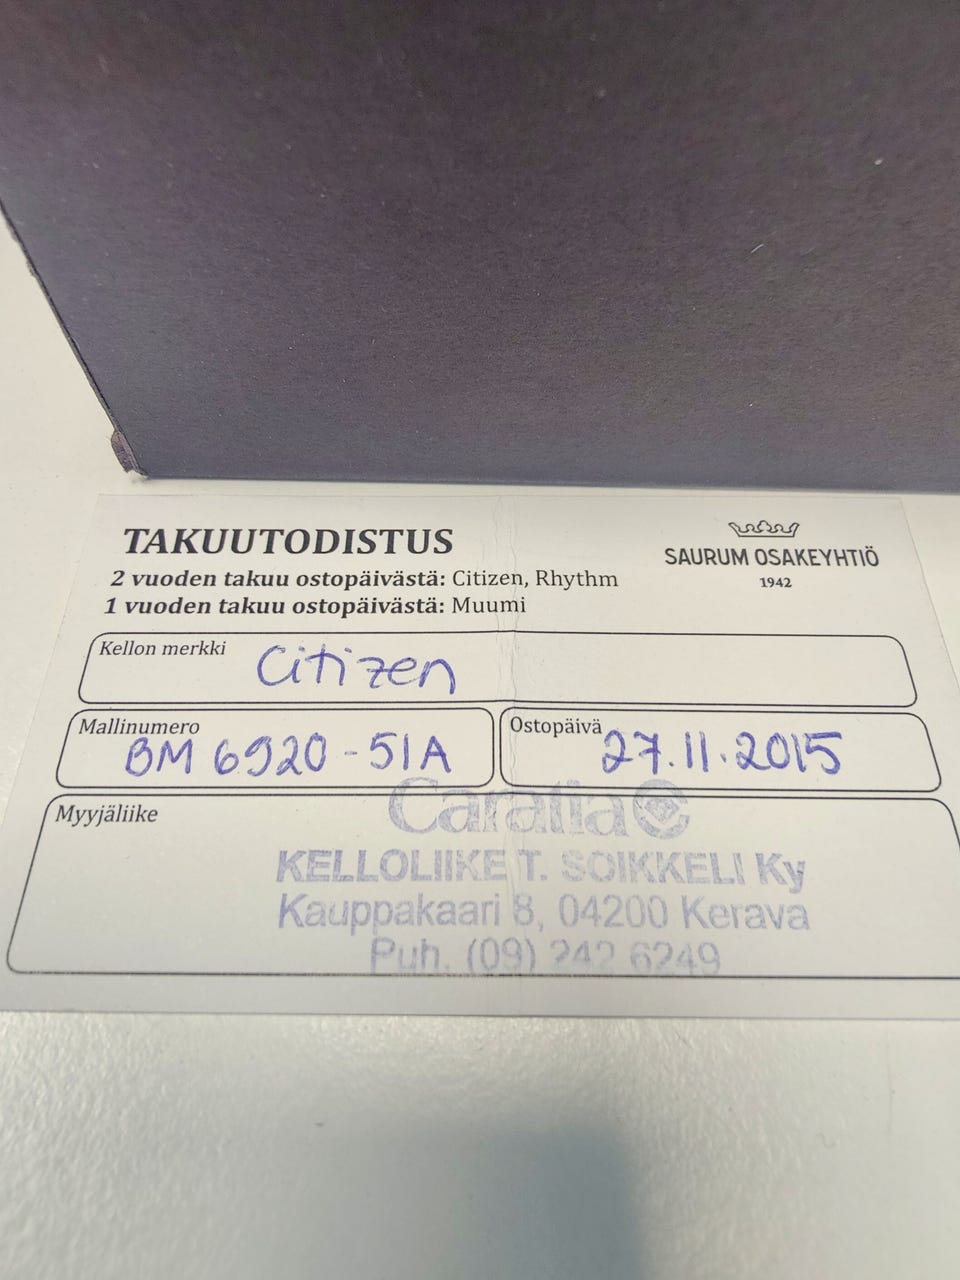 TAKUUTODISTUS
2 vuoden takuu ostopäivästä: Citizen, Rhythm
1 vuoden takuu ostopäivästä: Muumi
SAURUM OSAKEYHTIÖ
1942
Kellon merkki
Citizen
Mallinumero
BM 6920-51A
Ostopäivä
27.11.2015
Myyjäliike
Caratia
KELLOLIIKE T. SOIKKELI Ky
Kauppakaari 8, 04200 Kerava
Puh. (09) 242 6249